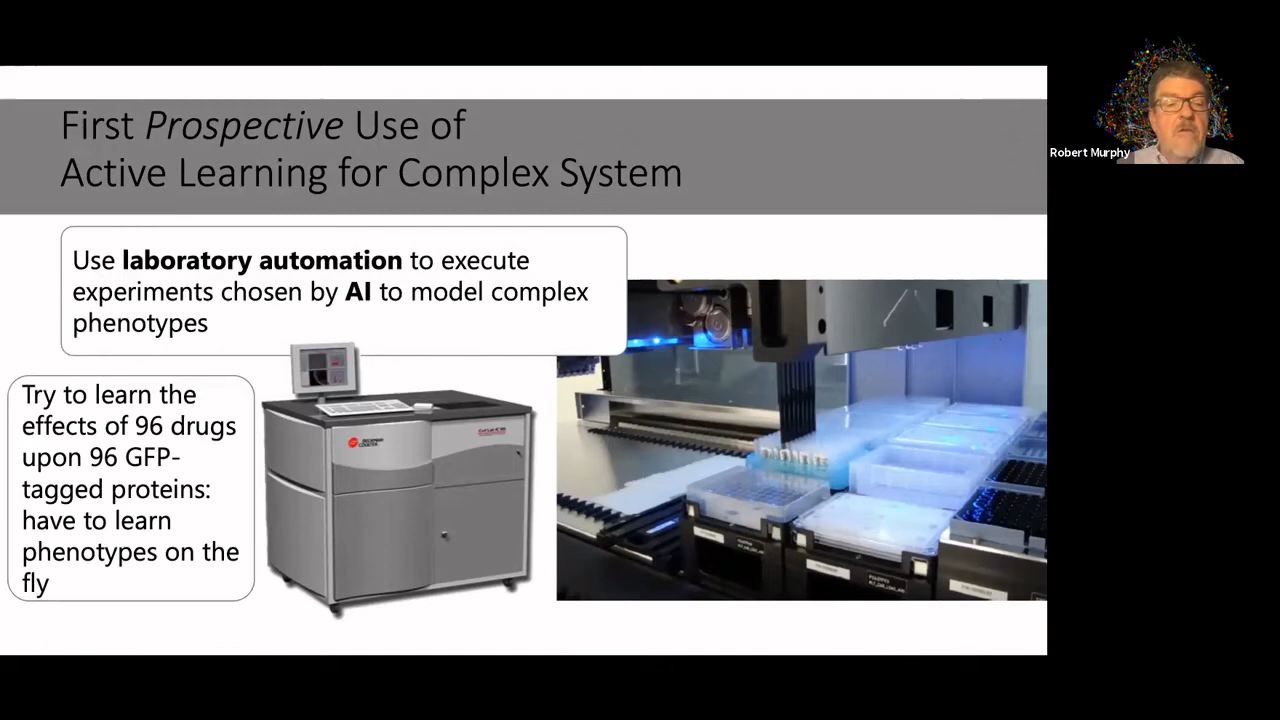 First Prospective Use of
Active Learning for Complex System
Robert Murphy
Use laboratory automation to execute
experiments chosen by AI to model complex
phenotypes
Try to learn the
effects of 96 drugs
upon 96 GFP-
tagged proteins:
have to learn
phenotypes on the
fly
BECKMAN
COULTER